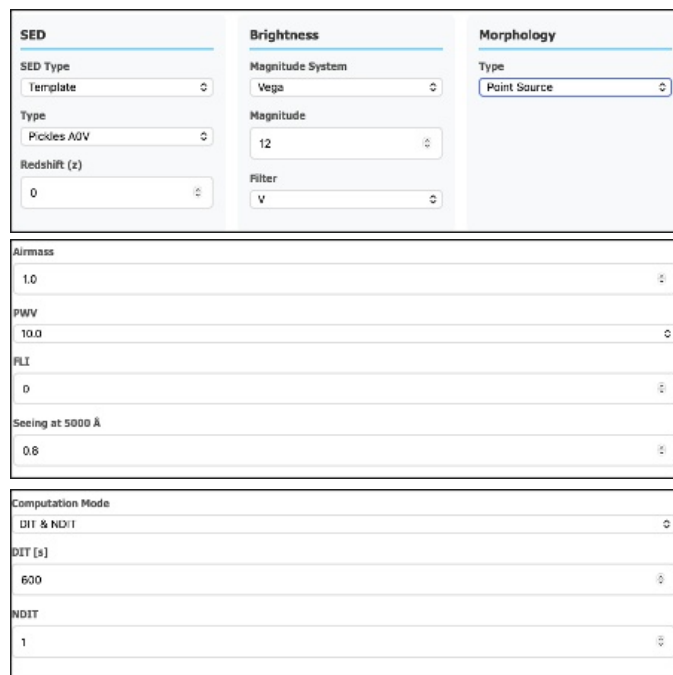 SED Brightness Morphology
SED Type Magnitude System Type
Template Vega Point Source
Type Magnitude
Pickles A0V 12
Redshift (z) Filter
0 V
Airmass
1.0
PWV
10.0
FLI
0
Seeing at 5000 Å
0.8
Computation Mode
DIT & NDIT
DIT [s]
600
NDIT
1